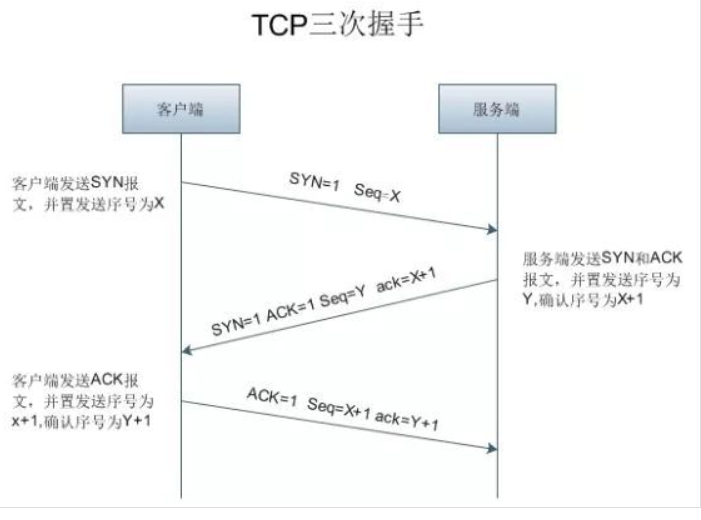 TCP三次握手
客户端
服务端
客户端发送SYN报
文，并置发送序号为X
SYN=1 Seq=X
服务端发送SYN和ACK
报文，并置发送序号为
Y,确认序号为X+1
SYN=1 ACK=1 Seq=Y ack=X+1
客户端发送ACK报
文，并置发送序号为
x+1,确认序号为Y+1
ACK=1 Seq=X+1 ack=Y+1